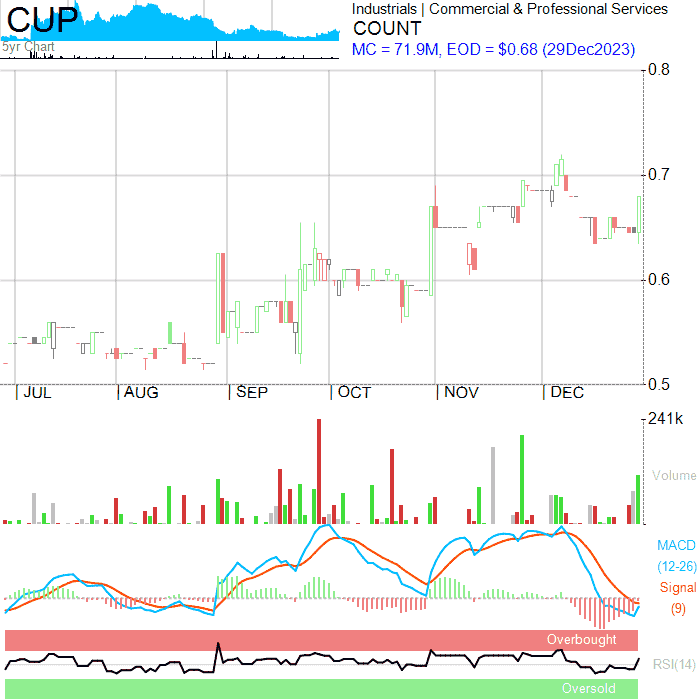 CUP
5yr Chart
Industrials | Commercial & Professional Services
COUNT
MC = 71.9M, EOD = $0.68 (29Dec2023)
0.8
0.7
0.6
0.5
| JUL | AUG | SEP | OCT | NOV | DEC
241k
Volume
MACD
(12-26)
Signal
(9)
Overbought
RSI(14)
Oversold